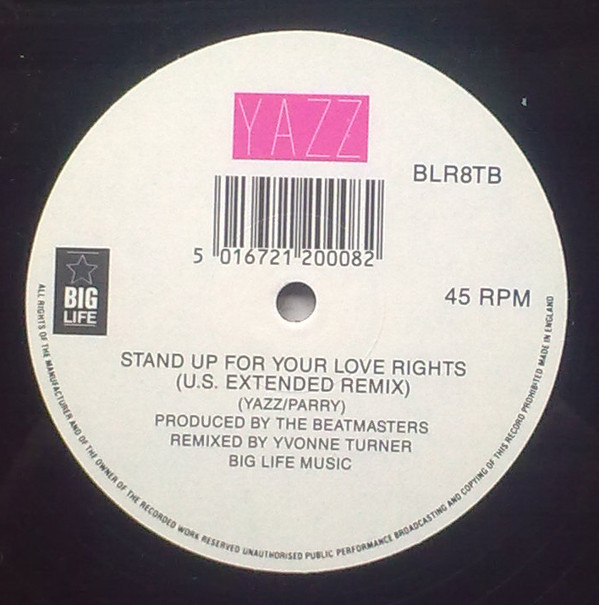 YAZZ
BLR8TB
5 016721 200082
BIG
LIFE
45 RPM
STAND UP FOR YOUR LOVE RIGHTS
(U.S. EXTENDED REMIX)
(YAZZ/PARRY)
PRODUCED BY THE BEATMASTERS
REMIXED BY YVONNE TURNER
BIG LIFE MUSIC
ALL RIGHTS OF THE MANUFACTURER AND OF THE OWNER OF THE RECORDED WORK RESERVED UNAUTHORISED PUBLIC PERFORMANCE BROADCASTING AND COPYING OF THIS RECORD PROHIBITED MADE IN ENGLAND